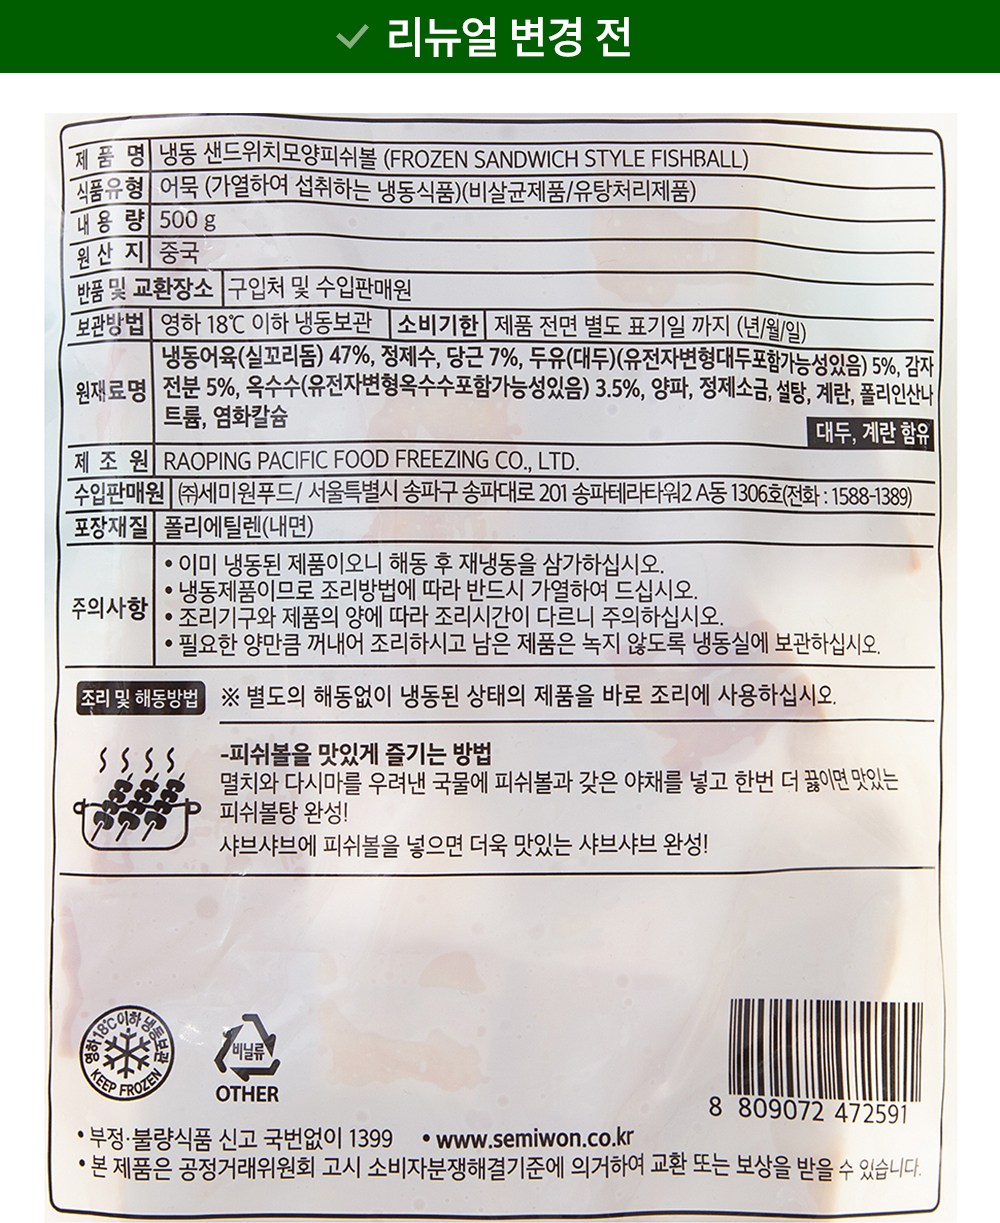 리뉴얼 변경 전
제 품 명 냉동 샌드위치모양피쉬볼 (FROZEN SANDWICH STYLE FISHBALL)
식품유형 어묵 (가열하여 섭취하는 냉동식품)(비살균제품/유탕처리제품)
내 용 량 500 g
원 산 지 중국
반품 및 교환장소 구입처 및 수입판매원
보관방법 영하 18℃ 이하 냉동보관 소비기한 제품 전면 별도 표기일 까지 (년/월/일)
냉동어육(실꼬리돔) 47%, 정제수, 당근 7%, 두유(대두)(유전자변형대두포함가능성있음) 5%, 감자
원재료명 전분 5%, 옥수수(유전자변형옥수수포함가능성있음) 3.5%, 양파, 정제소금, 설탕, 계란, 폴리인산나
트륨, 염화칼슘
대두, 계란 함유
제 조 원 RAOPING PACIFIC FOOD FREEZING CO., LTD.
수입판매원 ㈜세미원푸드/ 서울특별시 송파구 송파대로 201 송파테라타워2 A동 1306호(전화 : 1588-1389)
포장재질 폴리에틸렌(내면)
주의사항
• 이미 냉동된 제품이오니 해동 후 재냉동을 삼가하십시오.
• 냉동제품이므로 조리방법에 따라 반드시 가열하여 드십시오.
• 조리기구와 제품의 양에 따라 조리시간이 다르니 주의하십시오.
• 필요한 양만큼 꺼내어 조리하시고 남은 제품은 녹지 않도록 냉동실에 보관하십시오.
조리 및 해동방법 ※ 별도의 해동없이 냉동된 상태의 제품을 바로 조리에 사용하십시오.
-피쉬볼을 맛있게 즐기는 방법
멸치와 다시마를 우려낸 국물에 피쉬볼과 갖은 야채를 넣고 한번 더 끓이면 맛있는
피쉬볼탕 완성!
샤브샤브에 피쉬볼을 넣으면 더욱 맛있는 샤브샤브 완성!
영하18℃이하 냉동보관
KEEP FROZEN
비닐류
OTHER
8 809072 472591
• 부정·불량식품 신고 국번없이 1399 • www.semiwon.co.kr
• 본 제품은 공정거래위원회 고시 소비자분쟁해결기준에 의거하여 교환 또는 보상을 받을 수 있습니다.